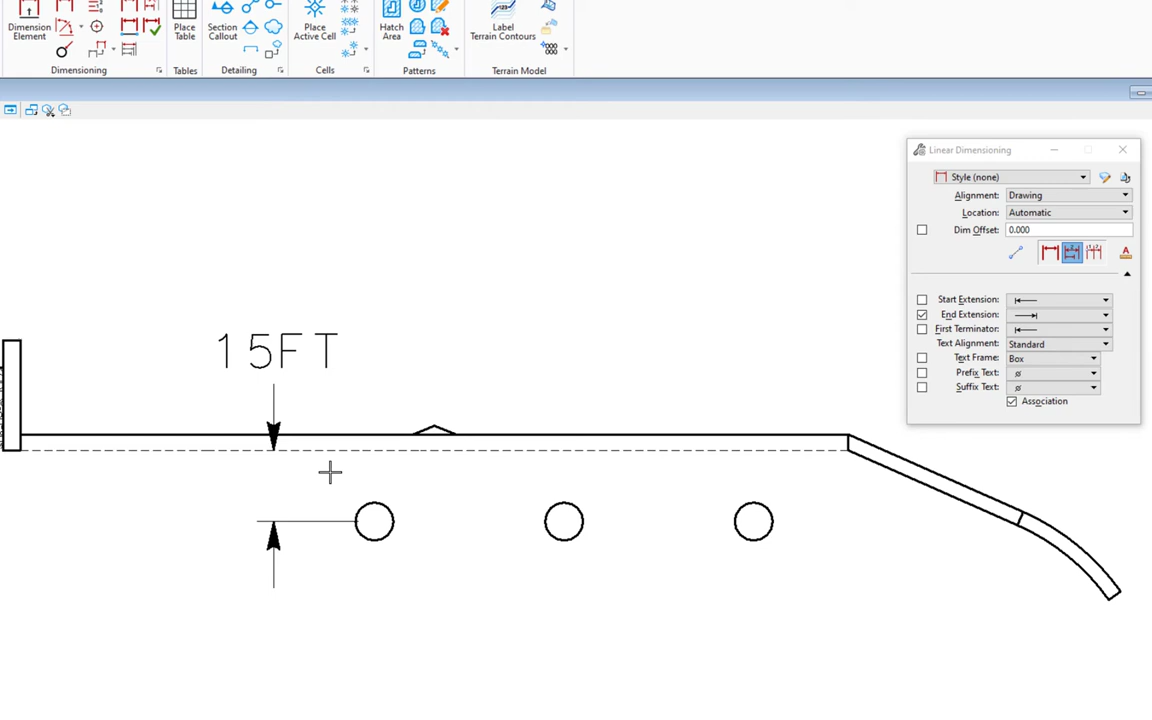 Dimension
Element
Dimensioning
Place
Table
Tables
Section
Callout
Detailing
Place
Active Cell
Cells
Hatch
Area
Patterns
Label
Terrain Contours
Terrain Model
Linear Dimensioning
Style (none)
Alignment: Drawing
Location: Automatic
Dim Offset: 0.000
Start Extension:
End Extension:
First Terminator:
Text Alignment: Standard
Text Frame: Box
Prefix Text:
Suffix Text:
Association
15FT